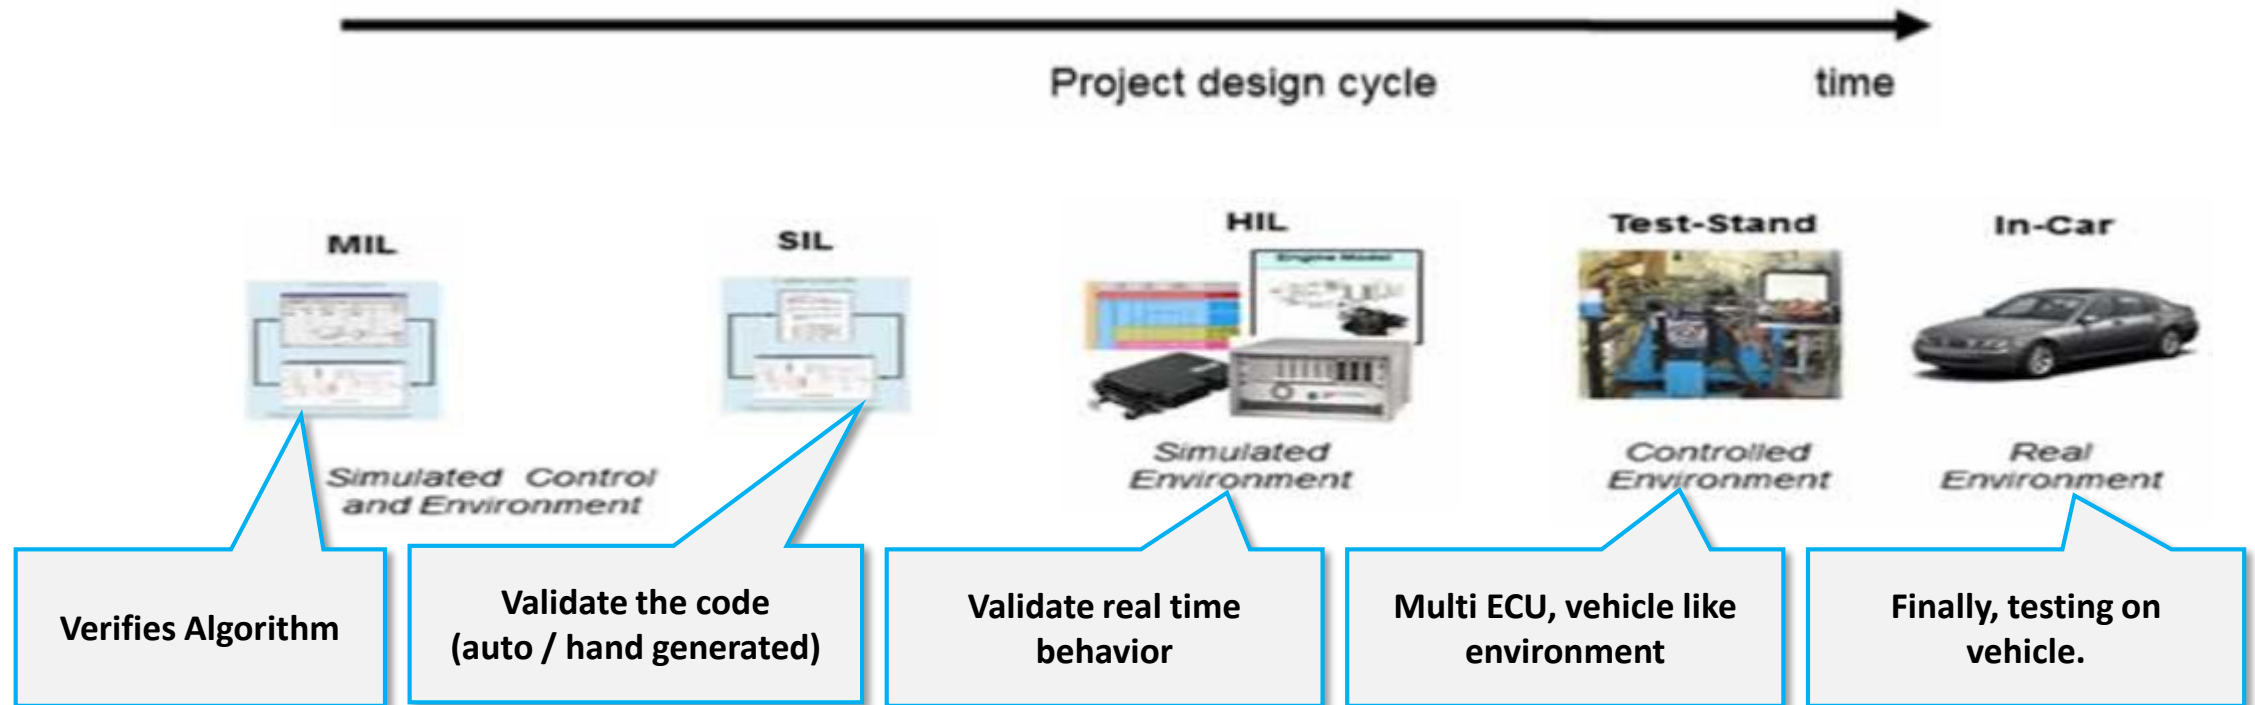 Project design cycle
time
MIL
SIL
HIL
Test-Stand
In-Car
Engine Model
Simulated Control
and Environment
Simulated
Environment
Controlled
Environment
Real
Environment
Verifies Algorithm
Validate the code
(auto / hand generated)
Validate real time
behavior
Multi ECU, vehicle like
environment
Finally, testing on
vehicle.